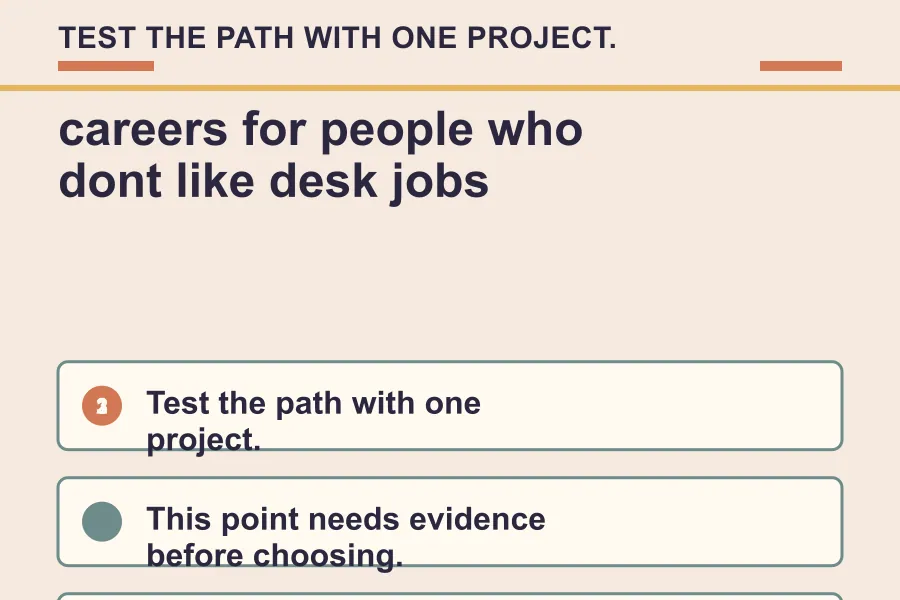 TEST THE PATH WITH ONE PROJECT.
careers for people who
dont like desk jobs
Test the path with one
project.
This point needs evidence
before choosing.